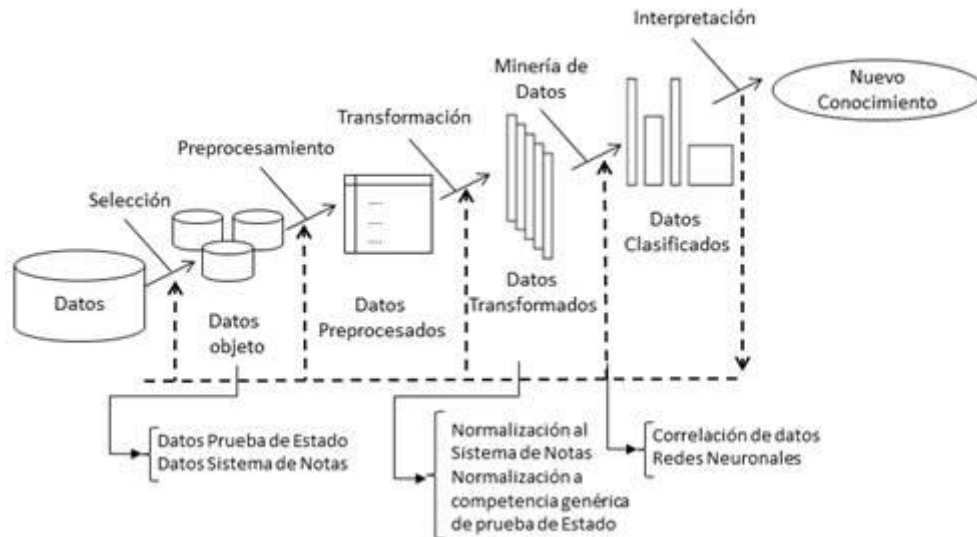 Interpretación
Nuevo
Conocimiento
Minería de
Datos
Transformación
Preprocesamiento
Selección
Datos
Datos
objeto
Datos
Preprocesados
Datos
Transformados
Datos
Clasificados
Datos Prueba de Estado
Datos Sistema de Notas
Normalización al
Sistema de Notas
Normalización a
competencia genérica
de prueba de Estado
Correlación de datos
Redes Neuronales